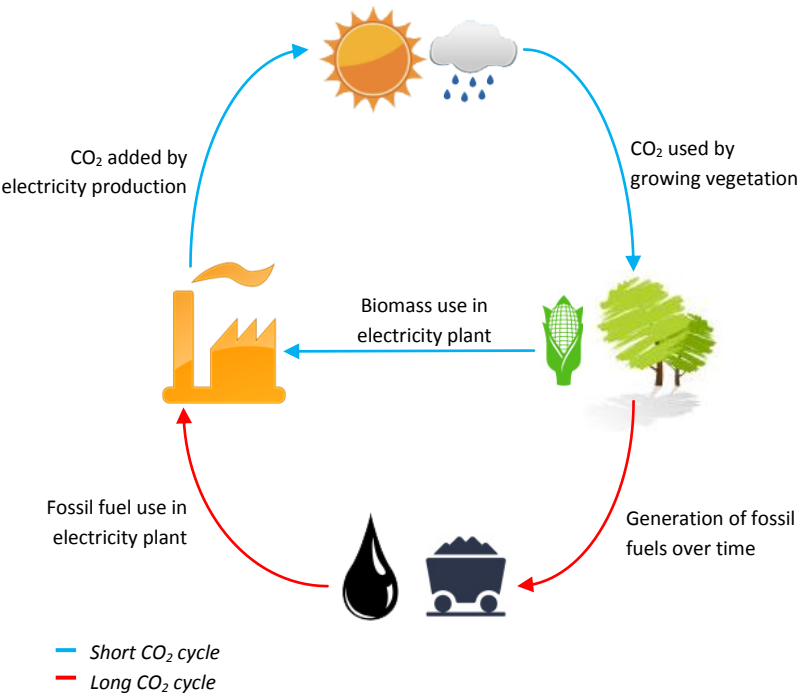 CO₂ added by
electricity production
CO₂ used by
growing vegetation
Biomass use in
electricity plant
Fossil fuel use in
electricity plant
Generation of fossil
fuels over time
Short CO₂ cycle
Long CO₂ cycle